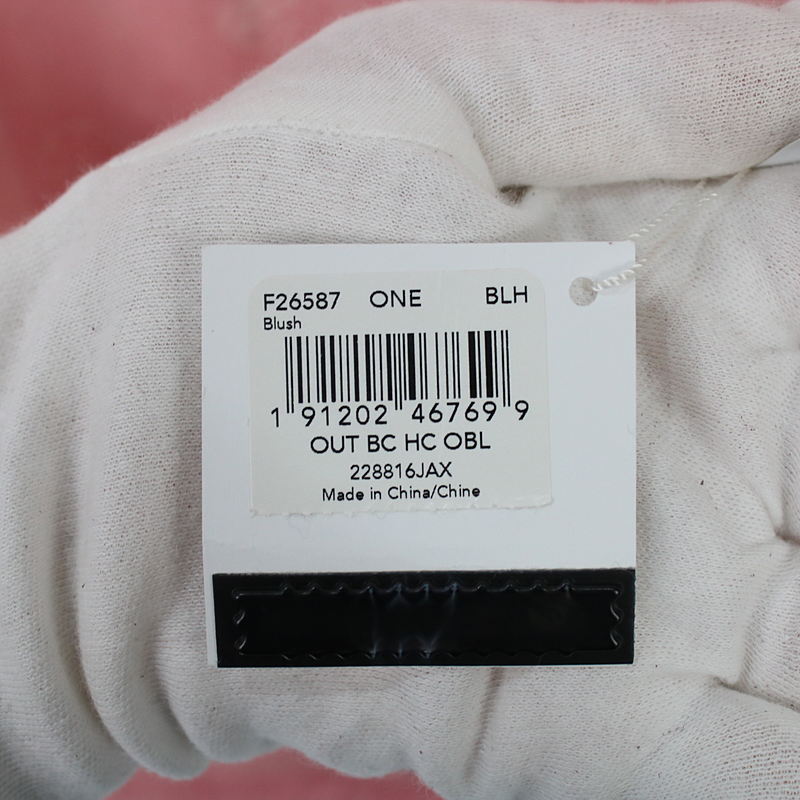 F26587 ONE BLH
Blush
1 91202 46769 9
OUT BC HC OBL
228816JAX
Made in China/Chine